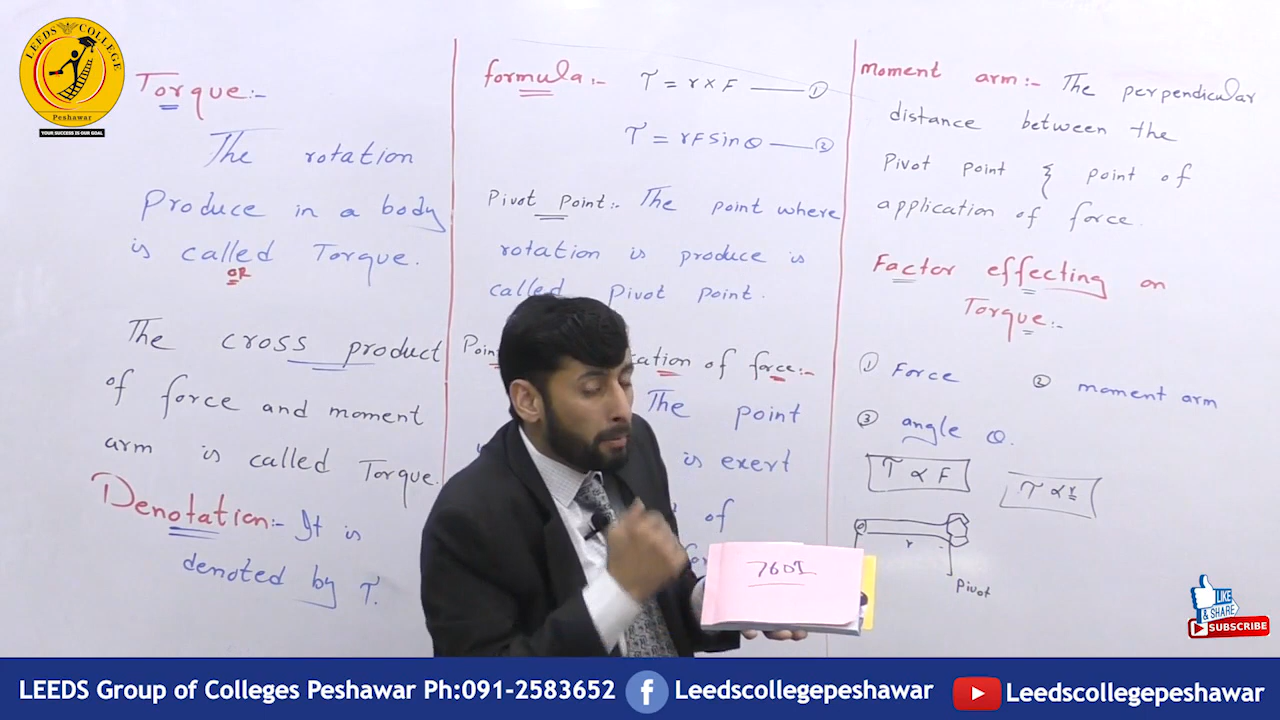 LEEDS COLLEGE
Peshawar
YOUR SUCCESS IS OUR GOAL
Torque:-
The rotation
Produce in a body
is called Torque.
OR
The cross product
of force and moment
arm is called Torque.
Denotation:- It is
denoted by τ.
formula:- τ = r × F —— ①
τ = rFsinθ —— ②
Pivot Point:- The point where
rotation is produce is
called Pivot point.
Point cation of force:-
The point
is exert
of
for
moment arm:- The perpendicular
distance between the
Pivot point & point of
application of force.
Factor effecting on
Torque:-
① Force ② moment arm
③ angle θ.
τ ∝ F τ ∝ r
r
Pivot
LIKE
& SHARE
SUBSCRIBE
LEEDS Group of Colleges Peshawar Ph:091-2583652 f Leedscollegepeshawar Leedscollegepeshawar